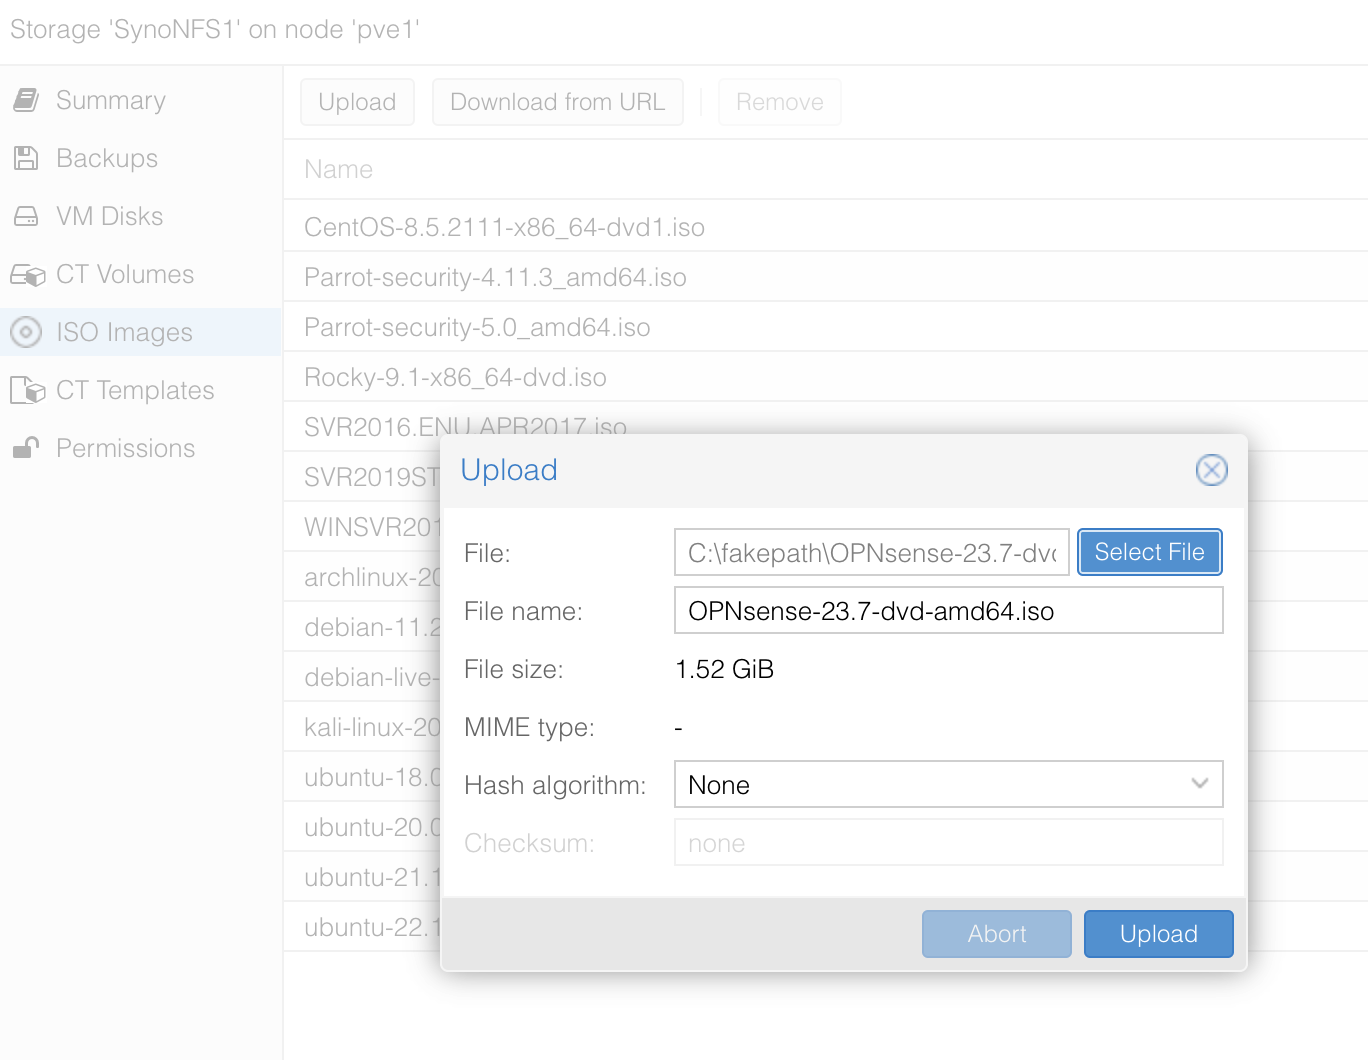 Storage 'SynoNFS1' on node 'pve1'
Summary
Backups
VM Disks
CT Volumes
ISO Images
CT Templates
Permissions
Upload
Download from URL
Remove
Name
CentOS-8.5.2111-x86_64-dvd1.iso
Parrot-security-4.11.3_amd64.iso
Parrot-security-5.0_amd64.iso
Rocky-9.1-x86_64-dvd.iso
SVR2016.ENU.APR2017.iso
SVR2019ST
WINSVR201
archlinux-20
debian-11.2
debian-live-
kali-linux-20
ubuntu-18.0
ubuntu-20.0
ubuntu-21.1
ubuntu-22.1
Upload
File: C:\fakepath\OPNsense-23.7-dvd Select File
File name: OPNsense-23.7-dvd-amd64.iso
File size: 1.52 GiB
MIME type: -
Hash algorithm: None
Checksum: none
Abort Upload